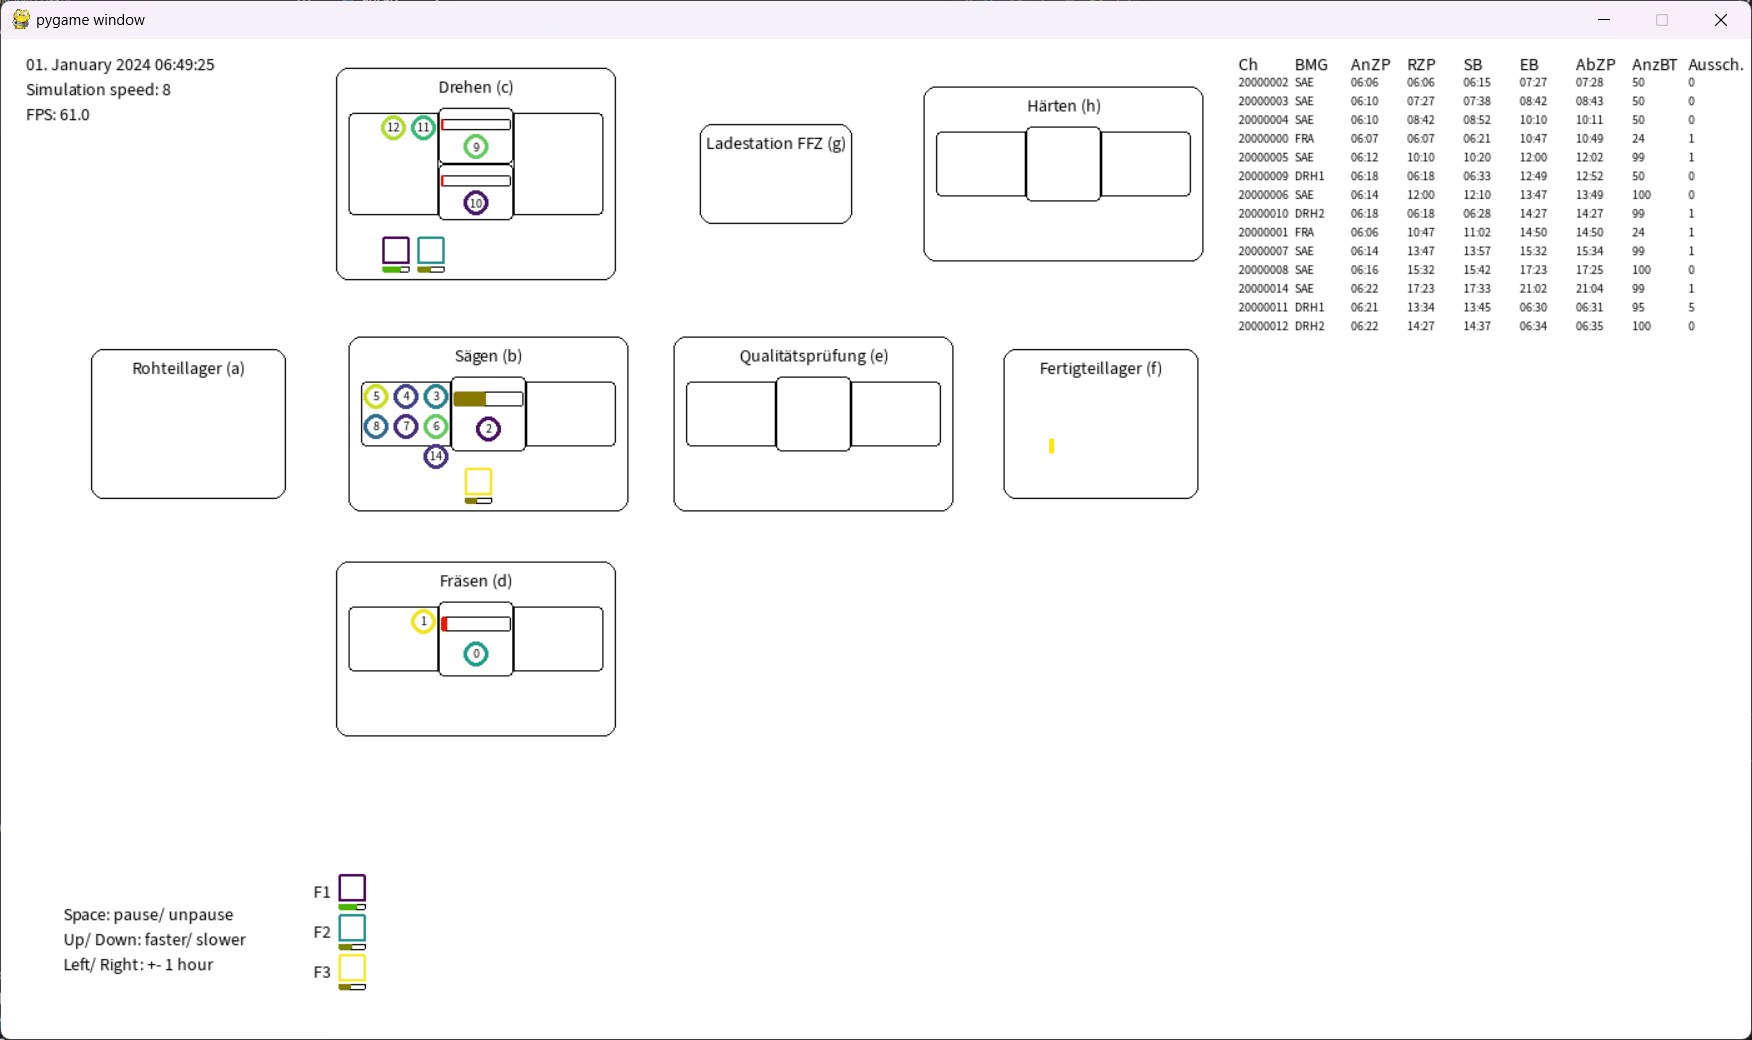 pygame window
01. January 2024 06:49:25
Simulation speed: 8
FPS: 61.0
Drehen (c)
12 11 9
10
Ladestation FFZ (g)
Härten (h)
Ch BMG AnZP RZP SB EB AbZP AnzBT Aussch.
20000002 SAE 06:06 06:06 06:15 07:27 07:28 50 0
20000003 SAE 06:10 07:27 07:38 08:42 08:43 50 0
20000004 SAE 06:10 08:42 08:52 10:10 10:11 50 0
20000000 FRA 06:07 06:07 06:21 10:47 10:49 24 1
20000005 SAE 06:12 10:10 10:20 12:00 12:02 99 1
20000009 DRH1 06:18 06:18 06:33 12:49 12:52 50 0
20000006 SAE 06:14 12:00 12:10 13:47 13:49 100 0
20000010 DRH2 06:18 06:18 06:28 14:27 14:27 99 1
20000001 FRA 06:06 10:47 11:02 14:50 14:50 24 1
20000007 SAE 06:14 13:47 13:57 15:32 15:34 99 1
20000008 SAE 06:16 15:32 15:42 17:23 17:25 100 0
20000014 SAE 06:22 17:23 17:33 21:02 21:04 99 1
20000011 DRH1 06:21 13:34 13:45 06:30 06:31 95 5
20000012 DRH2 06:22 14:27 14:37 06:34 06:35 100 0
Rohteillager (a)
Sägen (b)
5 4 3
8 7 6 2
14
Qualitätsprüfung (e)
Fertigteillager (f)
Fräsen (d)
1
0
F1
F2
F3
Space: pause/ unpause
Up/ Down: faster/ slower
Left/ Right: +- 1 hour